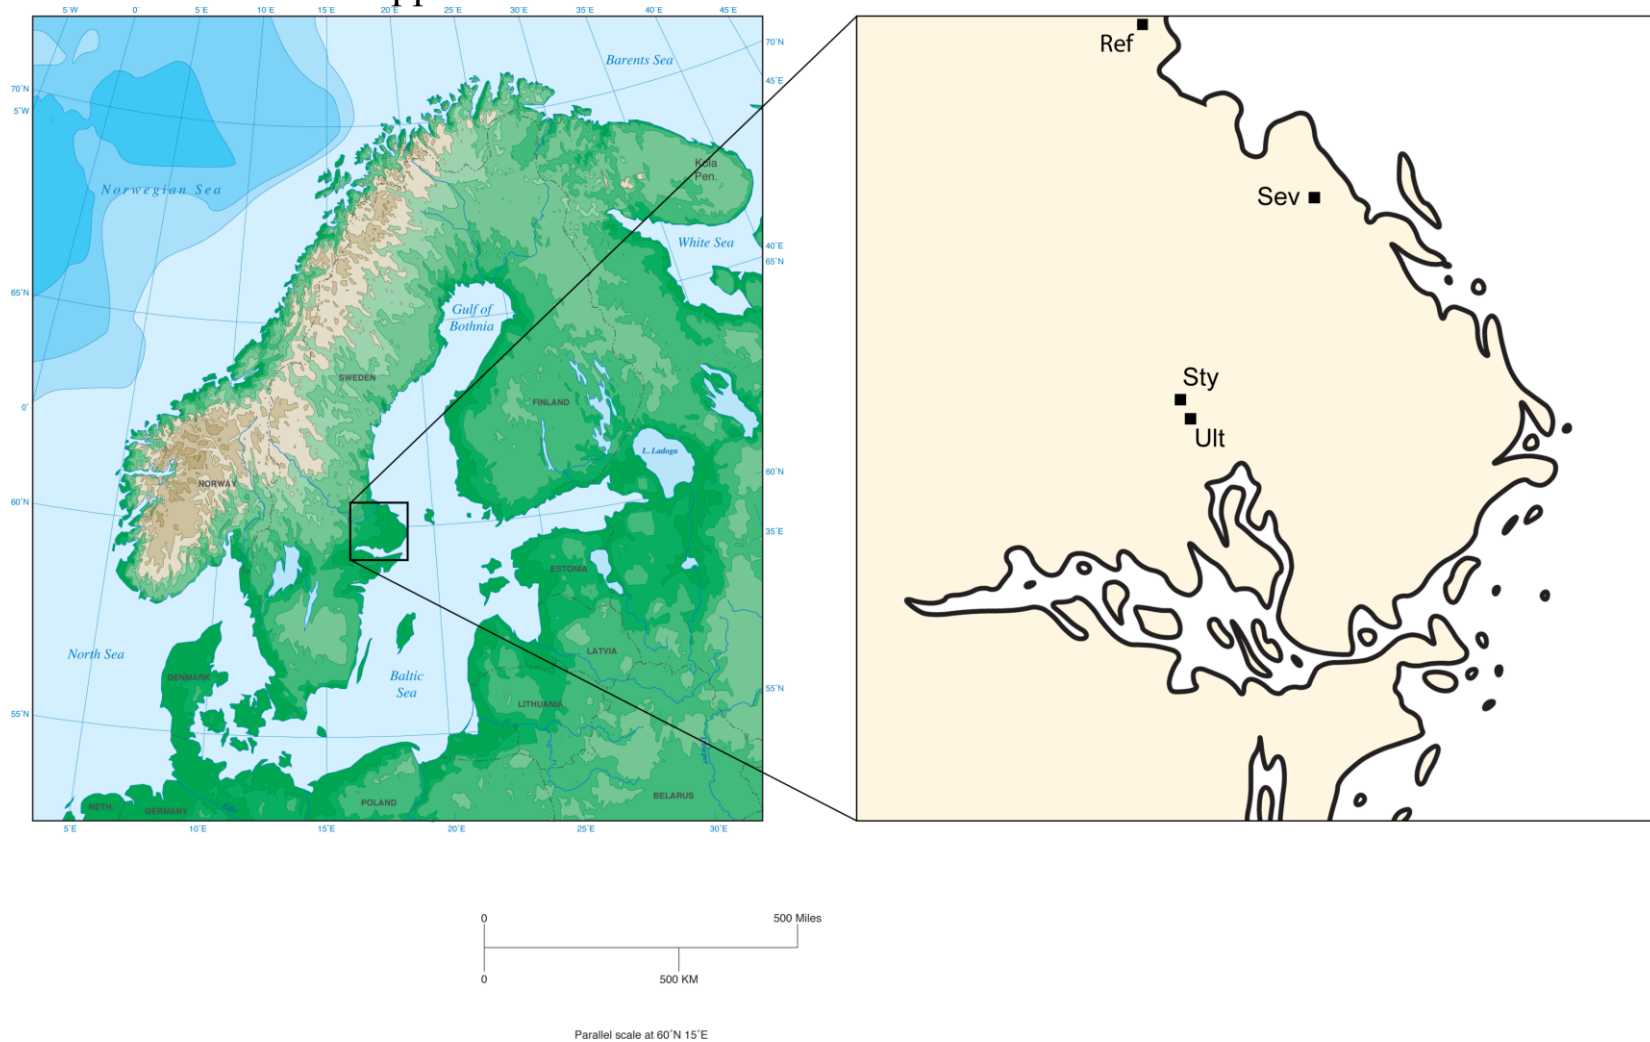 pp
5˚W
0˚
5˚E
10˚E
15˚E
20˚E
25˚E
30˚E
35˚E
40˚E
45˚E
70˚N
5˚W
65˚N
0˚
60˚N
55˚N
70˚N
45˚E
40˚E
65˚N
60˚N
35˚E
55˚N
Barents Sea
Kola
Pen.
Norwegian Sea
White Sea
Gulf of
Bothnia
SWEDEN
FINLAND
L. Ladoga
NORWAY
ESTONIA
North Sea
LATVIA
DENMARK
Baltic
Sea
LITHUANIA
NETH.
GERMANY
POLAND
BELARUS
5˚E
10˚E
15˚E
20˚E
25˚E
30˚E
Ref
Sev
Sty
Ult
0
500 Miles
0
500 KM
Parallel scale at 60˚N 15˚E